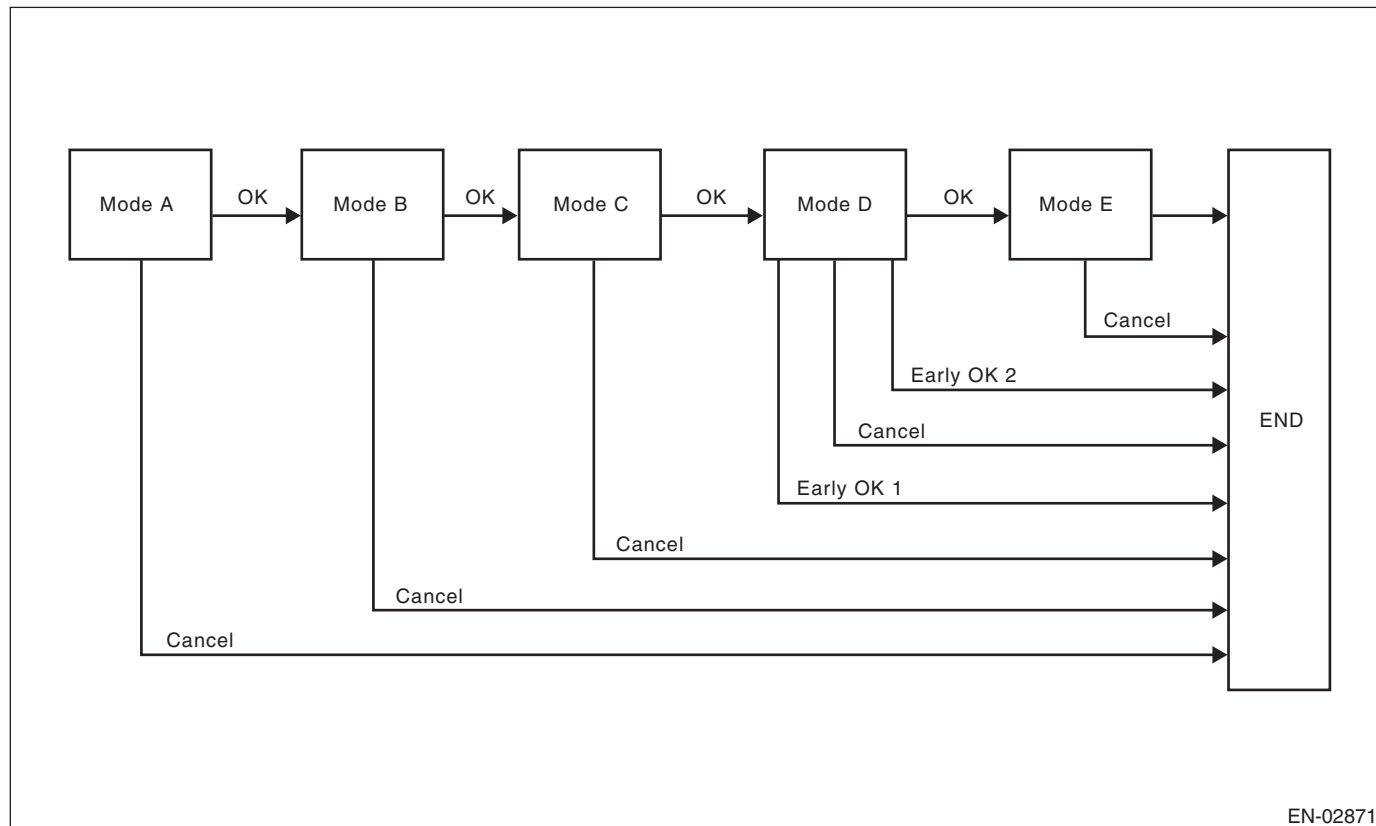 Mode A
OK
Mode B
OK
Mode C
OK
Mode D
OK
Mode E
Cancel
Early OK 2
END
Cancel
Early OK 1
Cancel
Cancel
Cancel
EN-02871